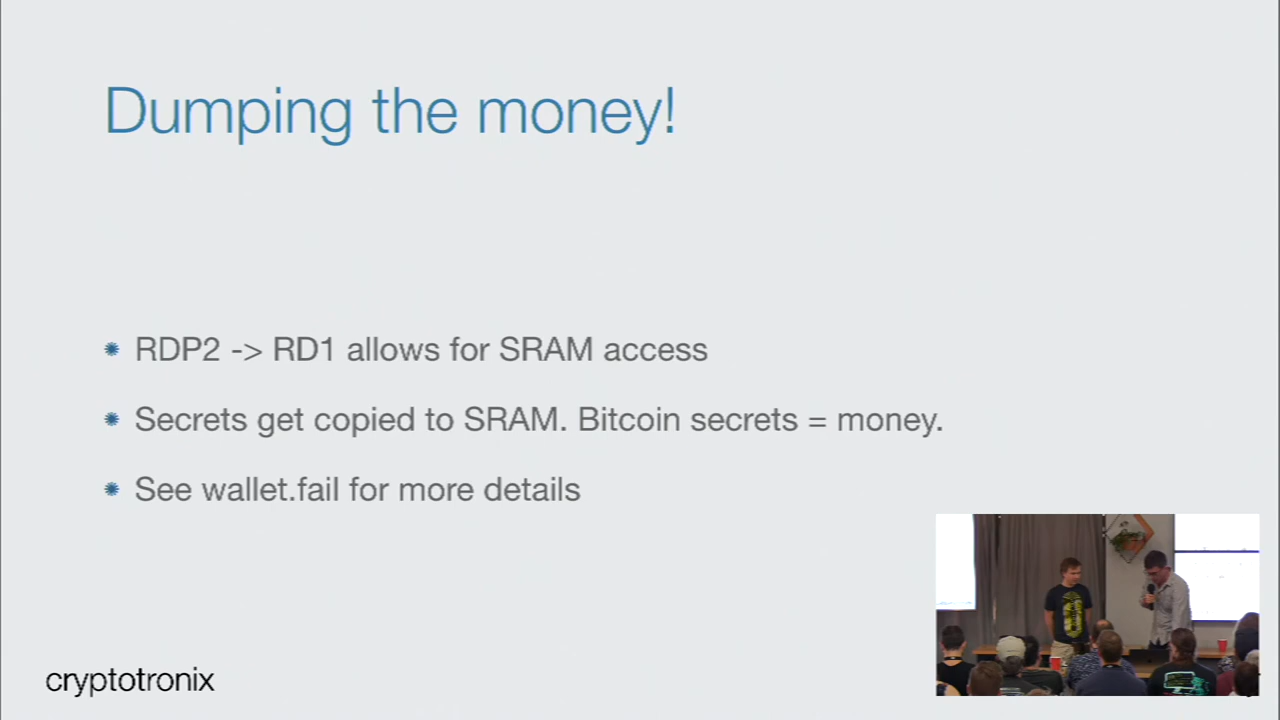 Dumping the money!
RDP2 -> RD1 allows for SRAM access
Secrets get copied to SRAM. Bitcoin secrets = money.
See wallet.fail for more details
cryptotronix